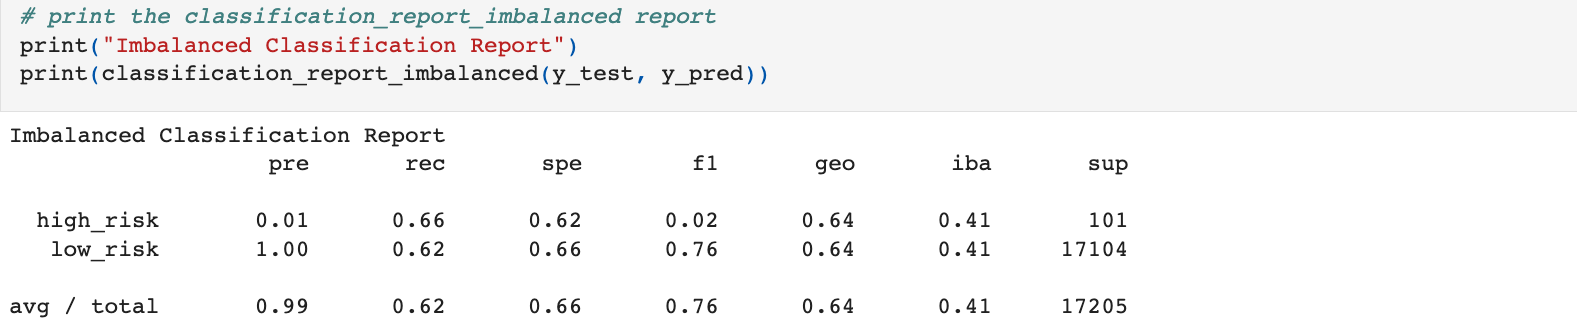 # print the classification_report_imbalanced report
print("Imbalanced Classification Report")
print(classification_report_imbalanced(y_test, y_pred))
Imbalanced Classification Report
pre rec spe f1 geo iba sup
high_risk 0.01 0.66 0.62 0.02 0.64 0.41 101
low_risk 1.00 0.62 0.66 0.76 0.64 0.41 17104
avg / total 0.99 0.62 0.66 0.76 0.64 0.41 17205